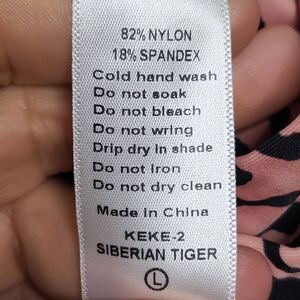 82% NYLON
18% SPANDEX
Cold hand wash
Do not soak
Do not bleach
Do not wring
Drip dry in shade
Do not iron
Do not dry clean
Made in China
KEKE-2
SIBERIAN TIGER
L